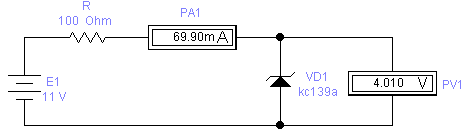 R
100 Ohm
PA1
69.90m A
E1
11 V
VD1
kc139a
4.010 V
PV1